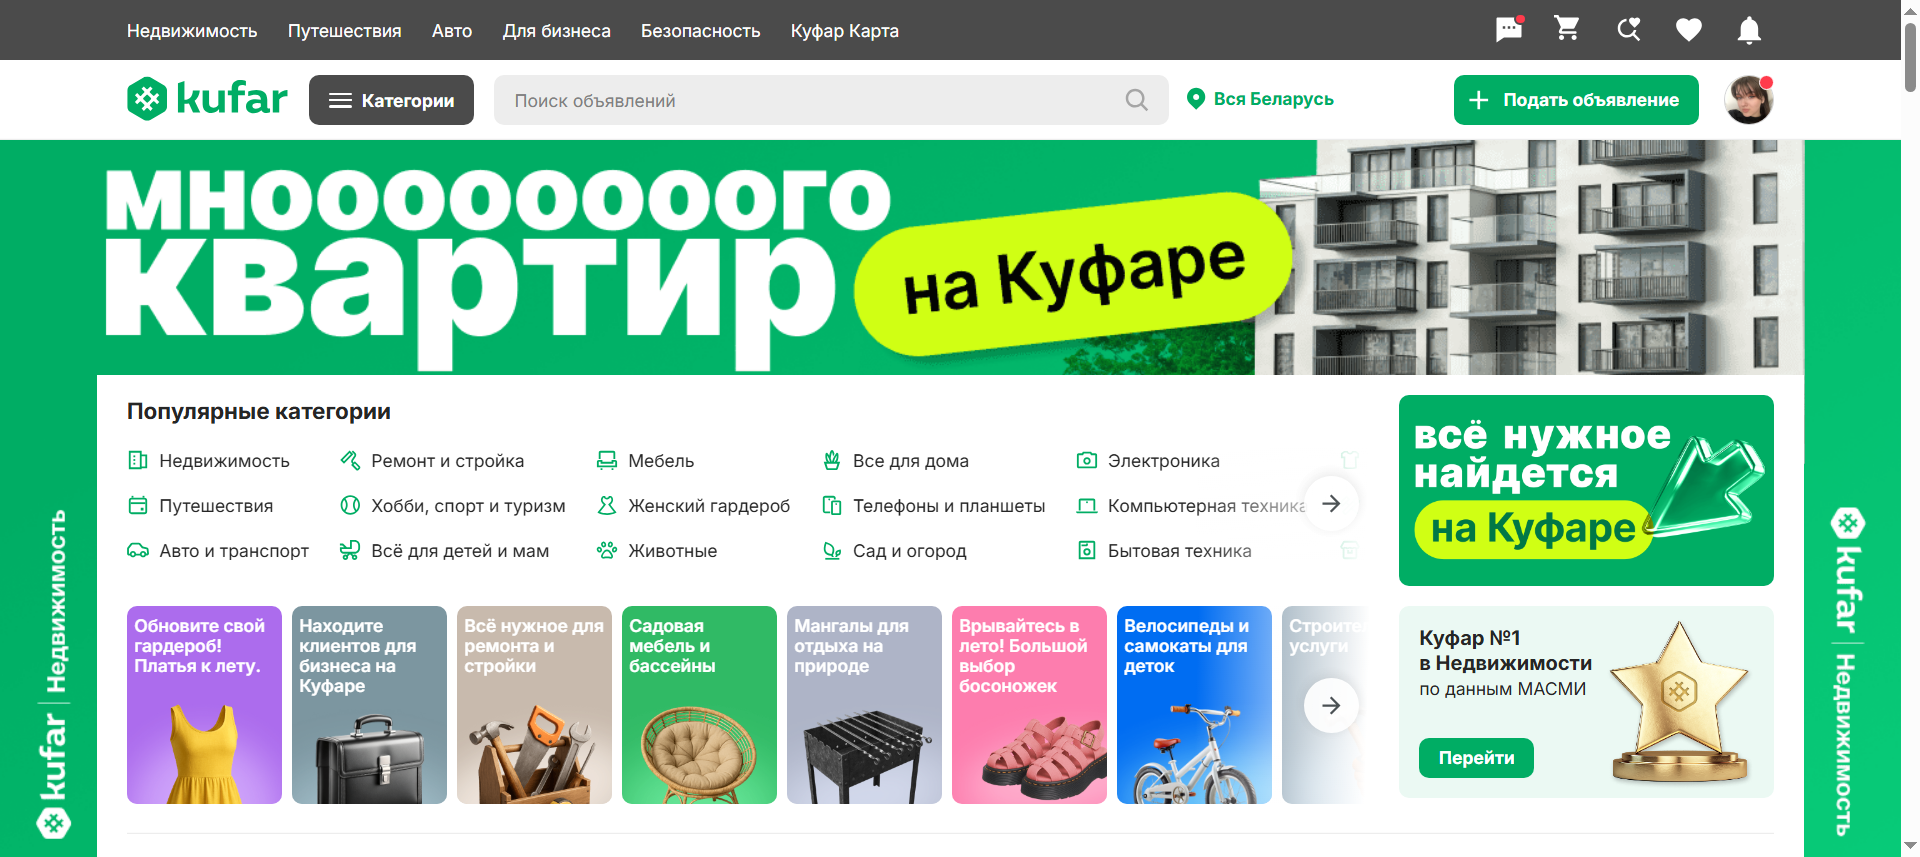 Недвижимость Путешествия Авто Для бизнеса Безопасность Куфар Карта
kufar Категории Поиск объявлений Вся Беларусь Подать объявление
мнооооооооого
квартир
на Куфаре
Популярные категории
Недвижимость Ремонт и стройка Мебель Все для дома Электроника
Путешествия Хобби, спорт и туризм Женский гардероб Телефоны и планшеты Компьютерная техника
Авто и транспорт Всё для детей и мам Животные Сад и огород Бытовая техника
всё нужное
найдется
на Куфаре
Обновите свой
гардероб!
Платья к лету.
Находите
клиентов для
бизнеса на
Куфаре
Всё нужное для
ремонта и
стройки
Садовая
мебель и
бассейны
Мангалы для
отдыха на
природе
Врывайтесь в
лето! Большой
выбор
босоножек
Велосипеды и
самокаты для
деток
Строител
услуги
Куфар №1
в Недвижимости
по данным МАСМИ
Перейти
kufar | Недвижимость
kufar | Недвижимость